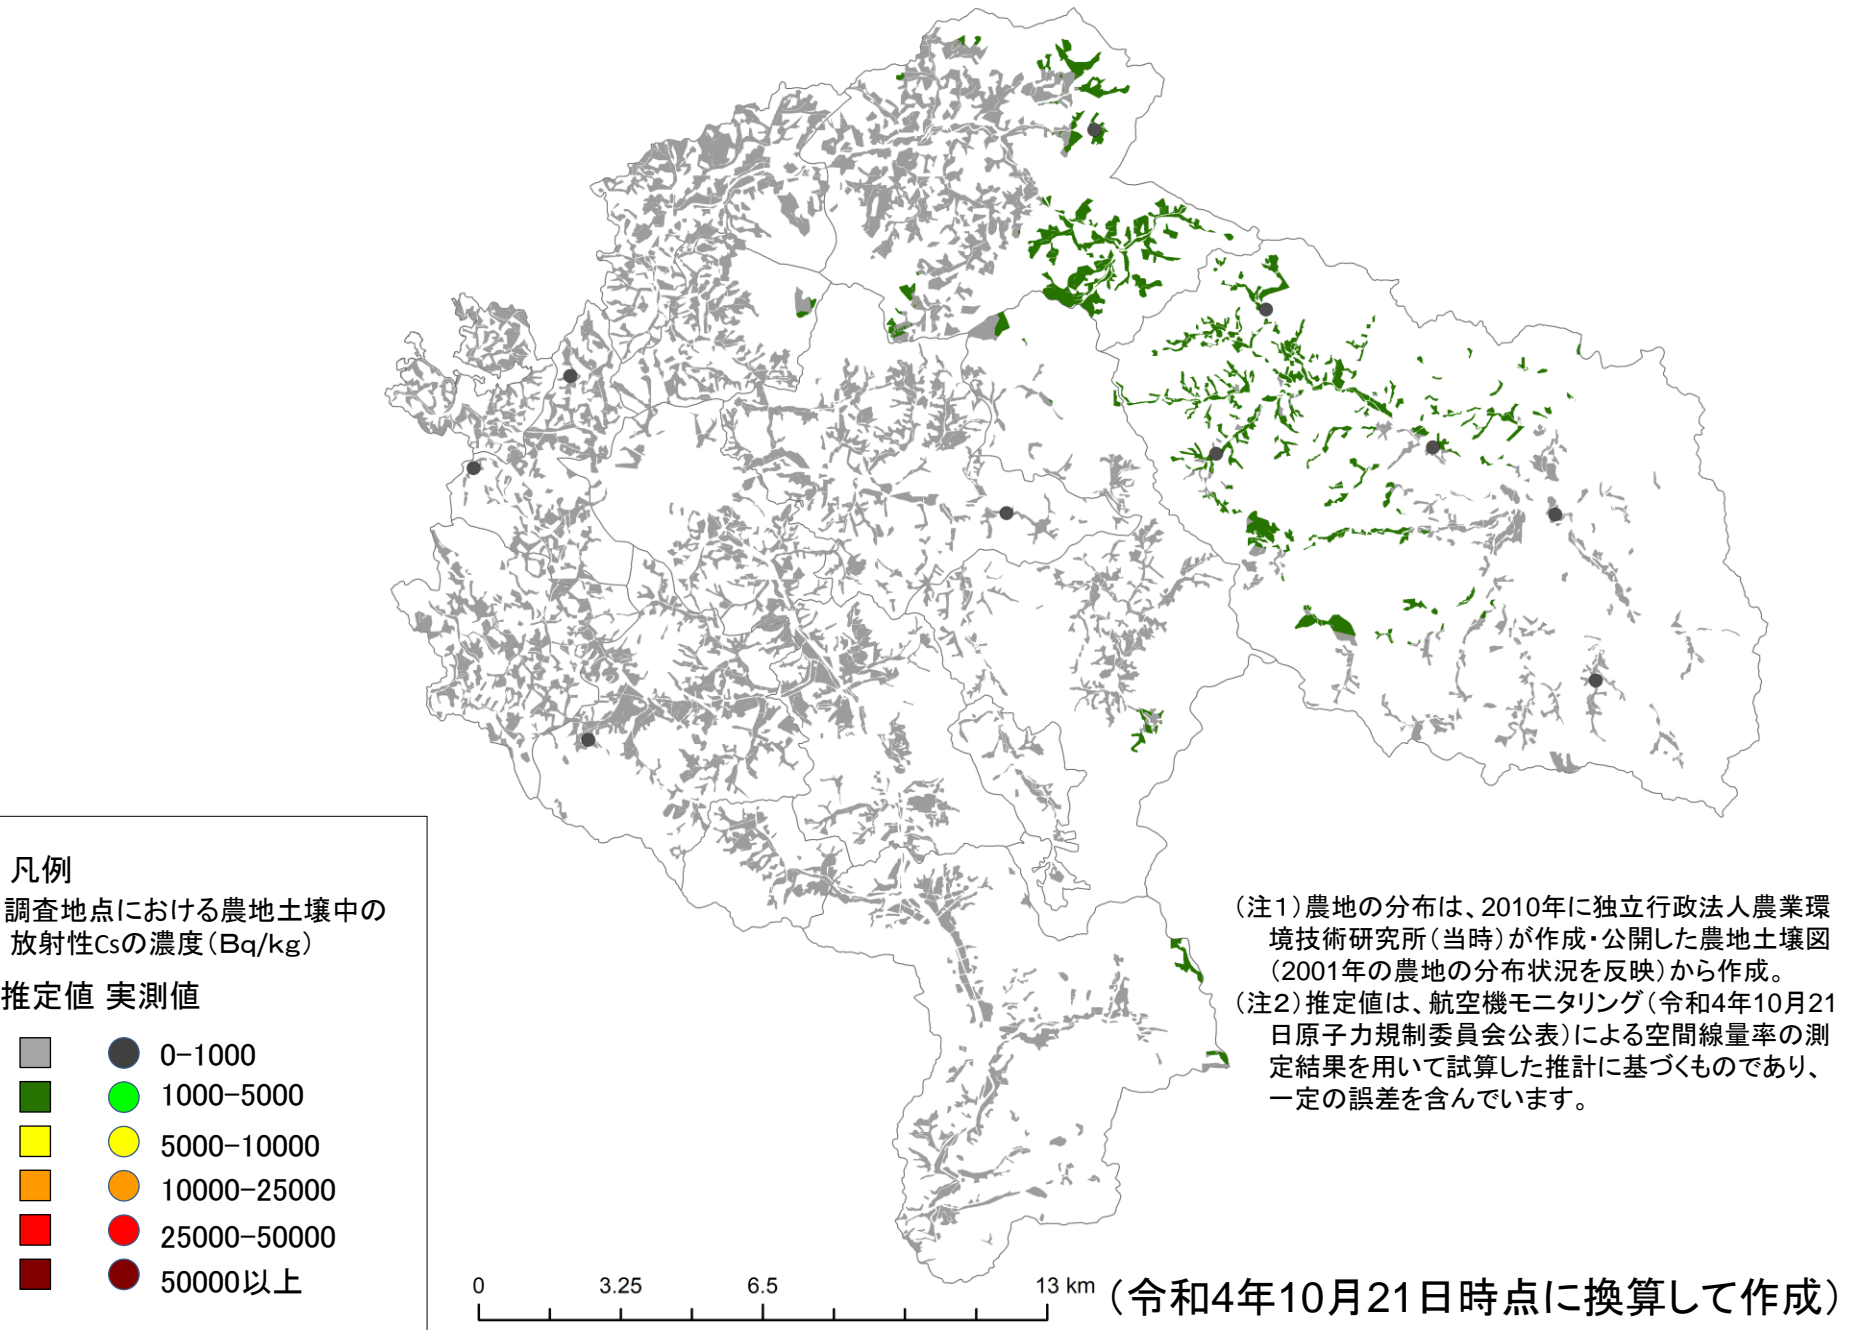 凡例
調査地点における農地土壌中の
放射性Csの濃度(Bq/kg)
推定値 実測値
0-1000
1000-5000
5000-10000
10000-25000
25000-50000
50000以上
(注1)農地の分布は、2010年に独立行政法人農業環
境技術研究所(当時)が作成・公開した農地土壌図
(2001年の農地の分布状況を反映)から作成。
(注2)推定値は、航空機モニタリング(令和4年10月21
日原子力規制委員会公表)による空間線量率の測
定結果を用いて試算した推計に基づくものであり、
一定の誤差を含んでいます。
0 3.25 6.5 13 km
(令和4年10月21日時点に換算して作成)